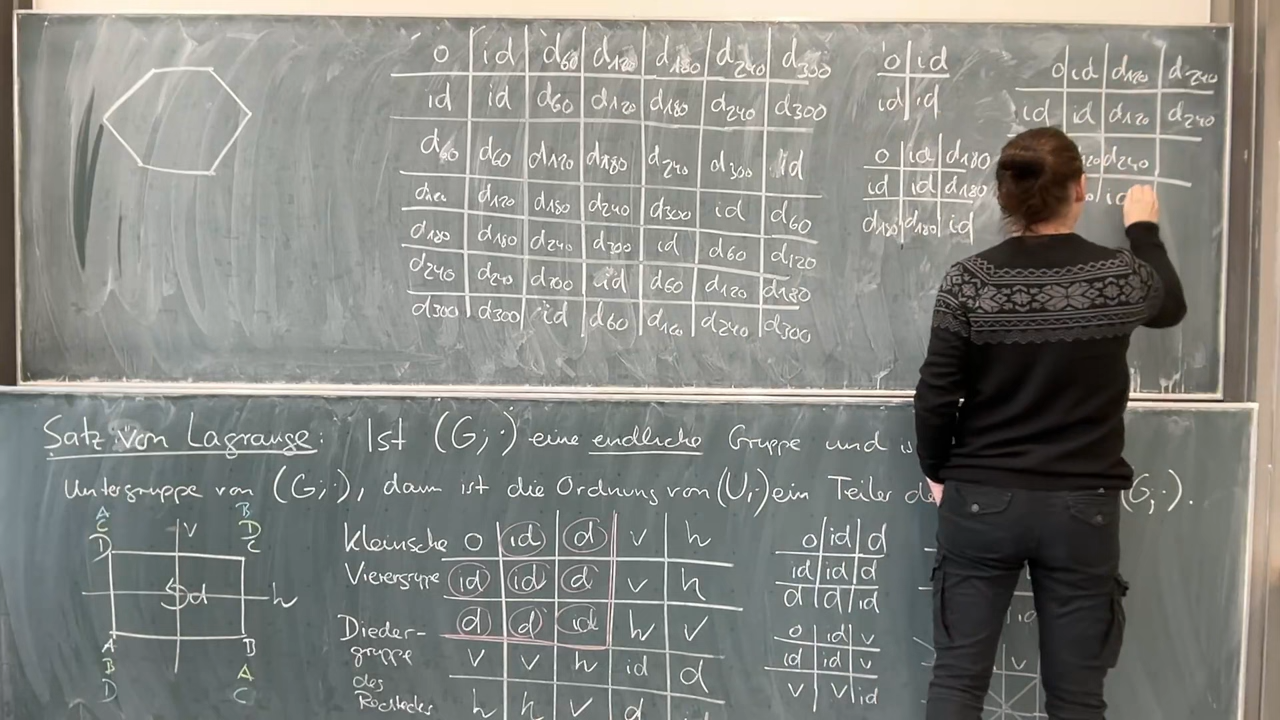 o id d60 d120 d180 d240 d300
id id d60 d120 d180 d240 d300
d60 d60 d120 d180 d240 d300 id
d120 d120 d180 d240 d300 id d60
d180 d180 d240 d300 id d60 d120
d240 d240 d300 id d60 d120 d180
d300 d300 id d60 d180 d240 d300
o id
id id
o id d180
id id d180
d180 d180 id
o id d120 d240
id id d120 d240
d240
id
Satz von Lagrange: Ist (G;·) eine endliche Gruppe und
Untergruppe von (G;·), dann ist die Ordnung von (U;·) ein Teiler (G;·).
A B
C D
D C
v
d h
A B
B A
D C
Kleinsche o id d v h
Vierergruppe id id d v h
Diedergruppe des Rechtecks
d d id h v
v v h id d
h h v d
o id d
id id d
d d id
o id v
id id v
v v id
id
v